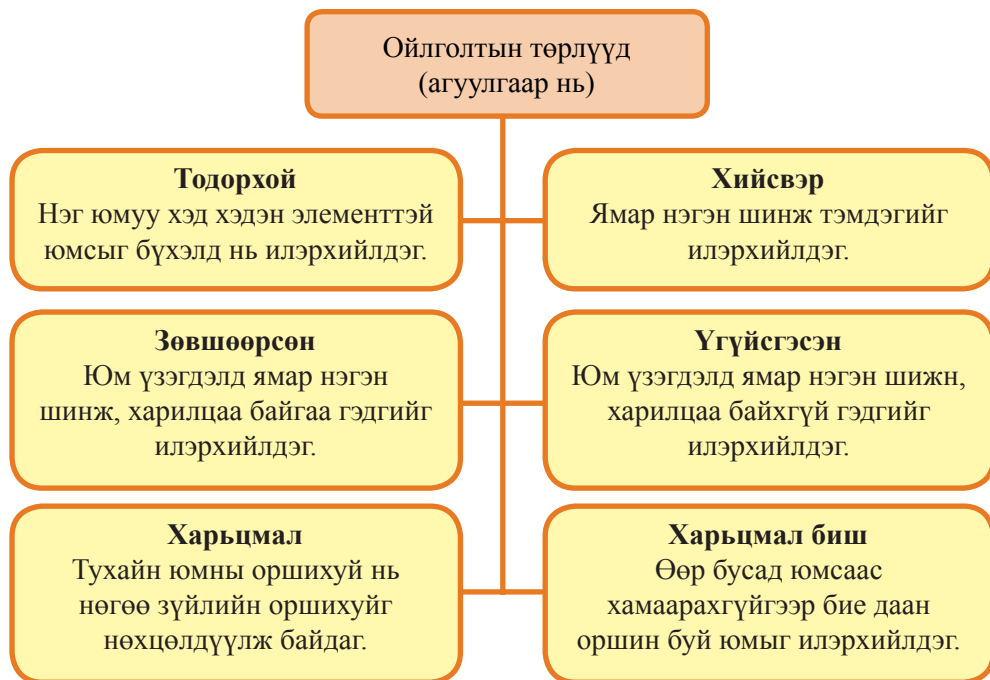 Ойлголтын төрлүүд
(агуулгаар нь)
Тодорхой
Нэг юмуу хэд хэдэн элементтэй
юмсыг бүхэлд нь илэрхийлдэг.
Хийсвэр
Ямар нэгэн шинж тэмдэгийг
илэрхийлдэг.
Зөвшөөрсөн
Юм үзэгдэлд ямар нэгэн
шинж, харилцаа байгаа гэдгийг
илэрхийлдэг.
Үгүйсгэсэн
Юм үзэгдэлд ямар нэгэн шижн,
харилцаа байхгүй гэдгийг
илэрхийлдэг.
Харьцмал
Тухайн юмны оршихуй нь
нөгөө зүйлийн оршихуйг
нөхцөлдүүлж байдаг.
Харьцмал биш
Өөр бусад юмсаас
хамаарахгүйгээр бие даан
оршин буй юмыг илэрхийлдэг.